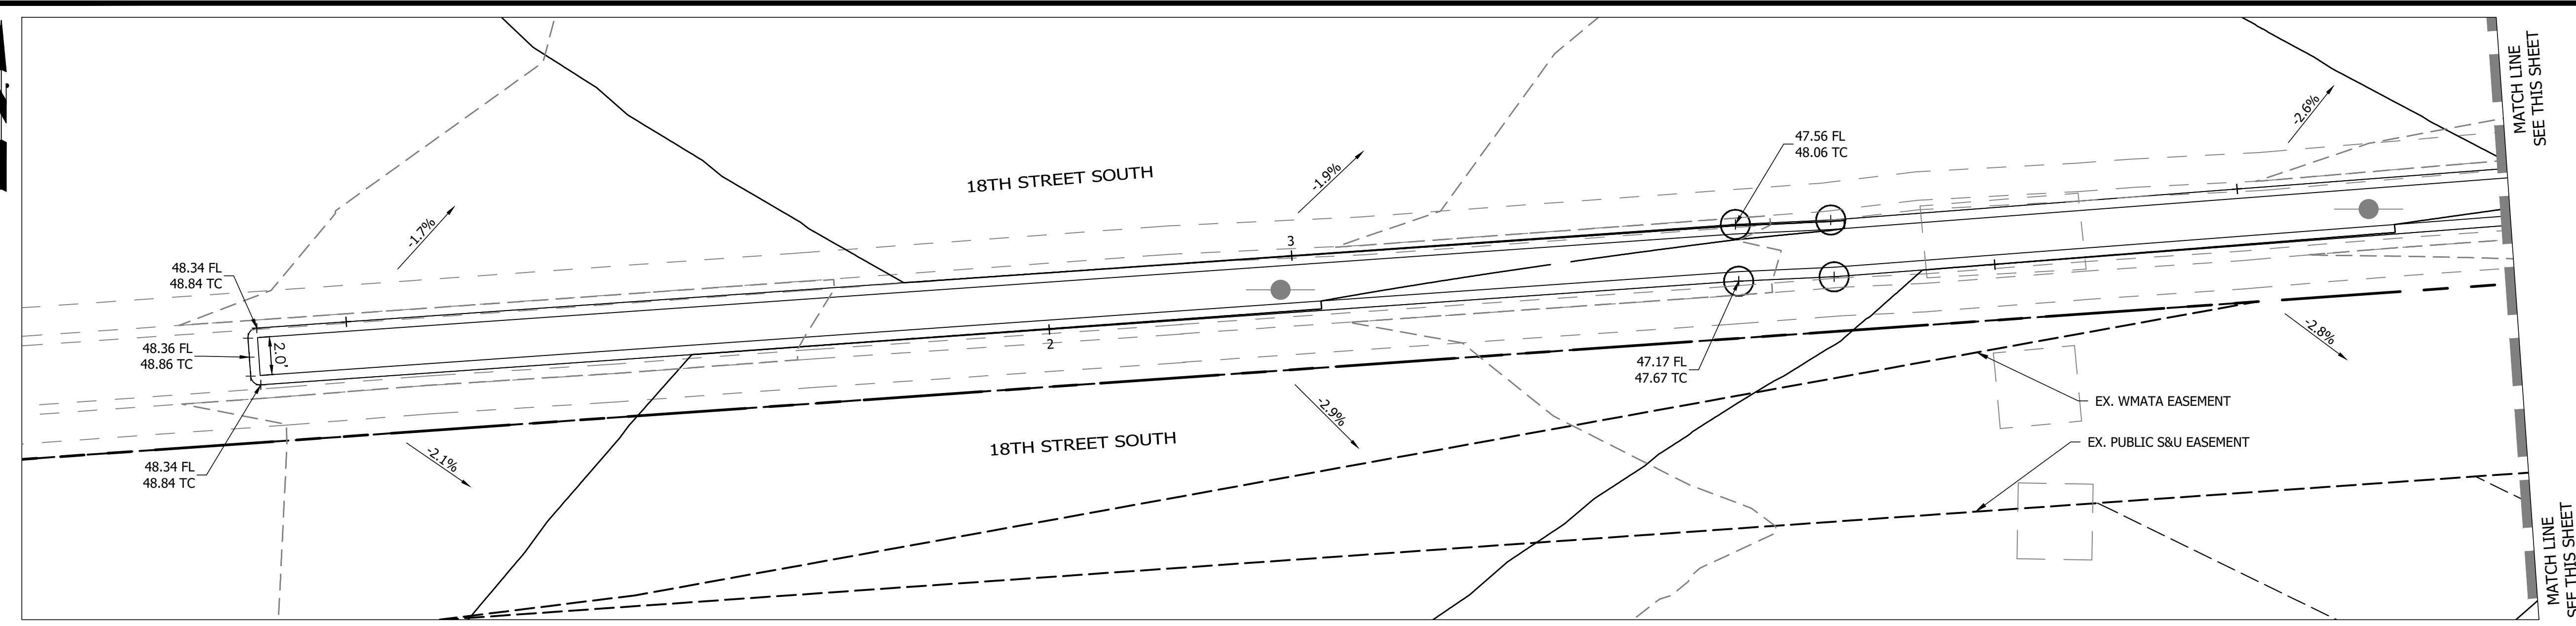 MATCH LINE
SEE THIS SHEET
-2.6%
47.56 FL
48.06 TC
-1.9%
18TH STREET SOUTH
-1.7%
3
48.34 FL
48.84 TC
2
48.36 FL
48.86 TC
2.0'
-2.8%
47.17 FL
47.67 TC
EX. WMATA EASEMENT
-2.9%
18TH STREET SOUTH
EX. PUBLIC S&U EASEMENT
-2.1%
48.34 FL
48.84 TC
MATCH LINE
SEE THIS SHEET